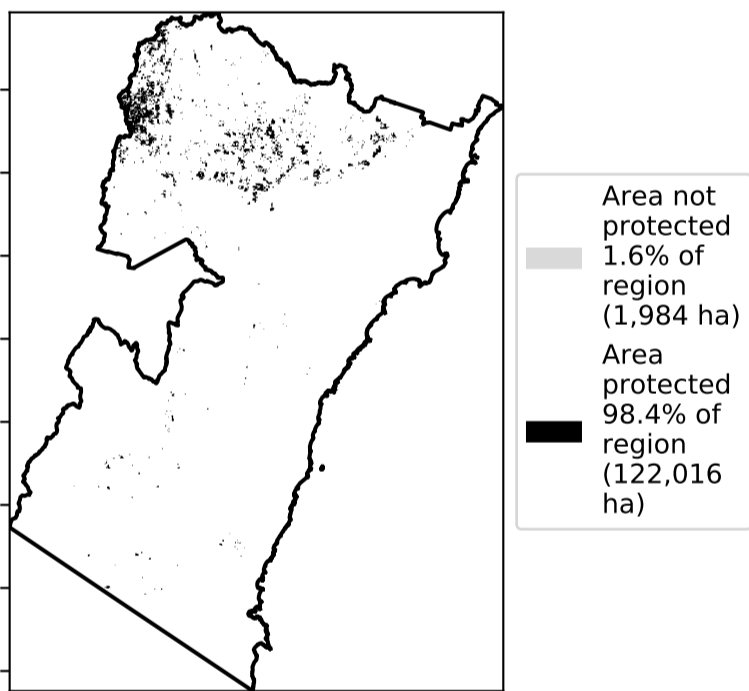 Area not
protected
1.6% of
region
(1,984 ha)
Area
protected
98.4% of
region
(122,016
ha)